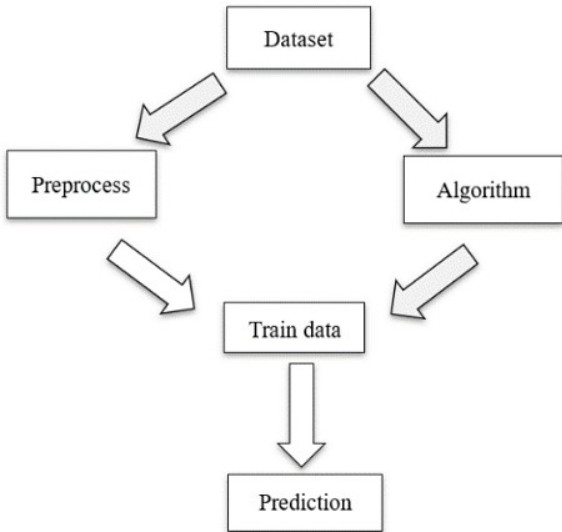 Dataset
Preprocess
Algorithm
Train data
Prediction